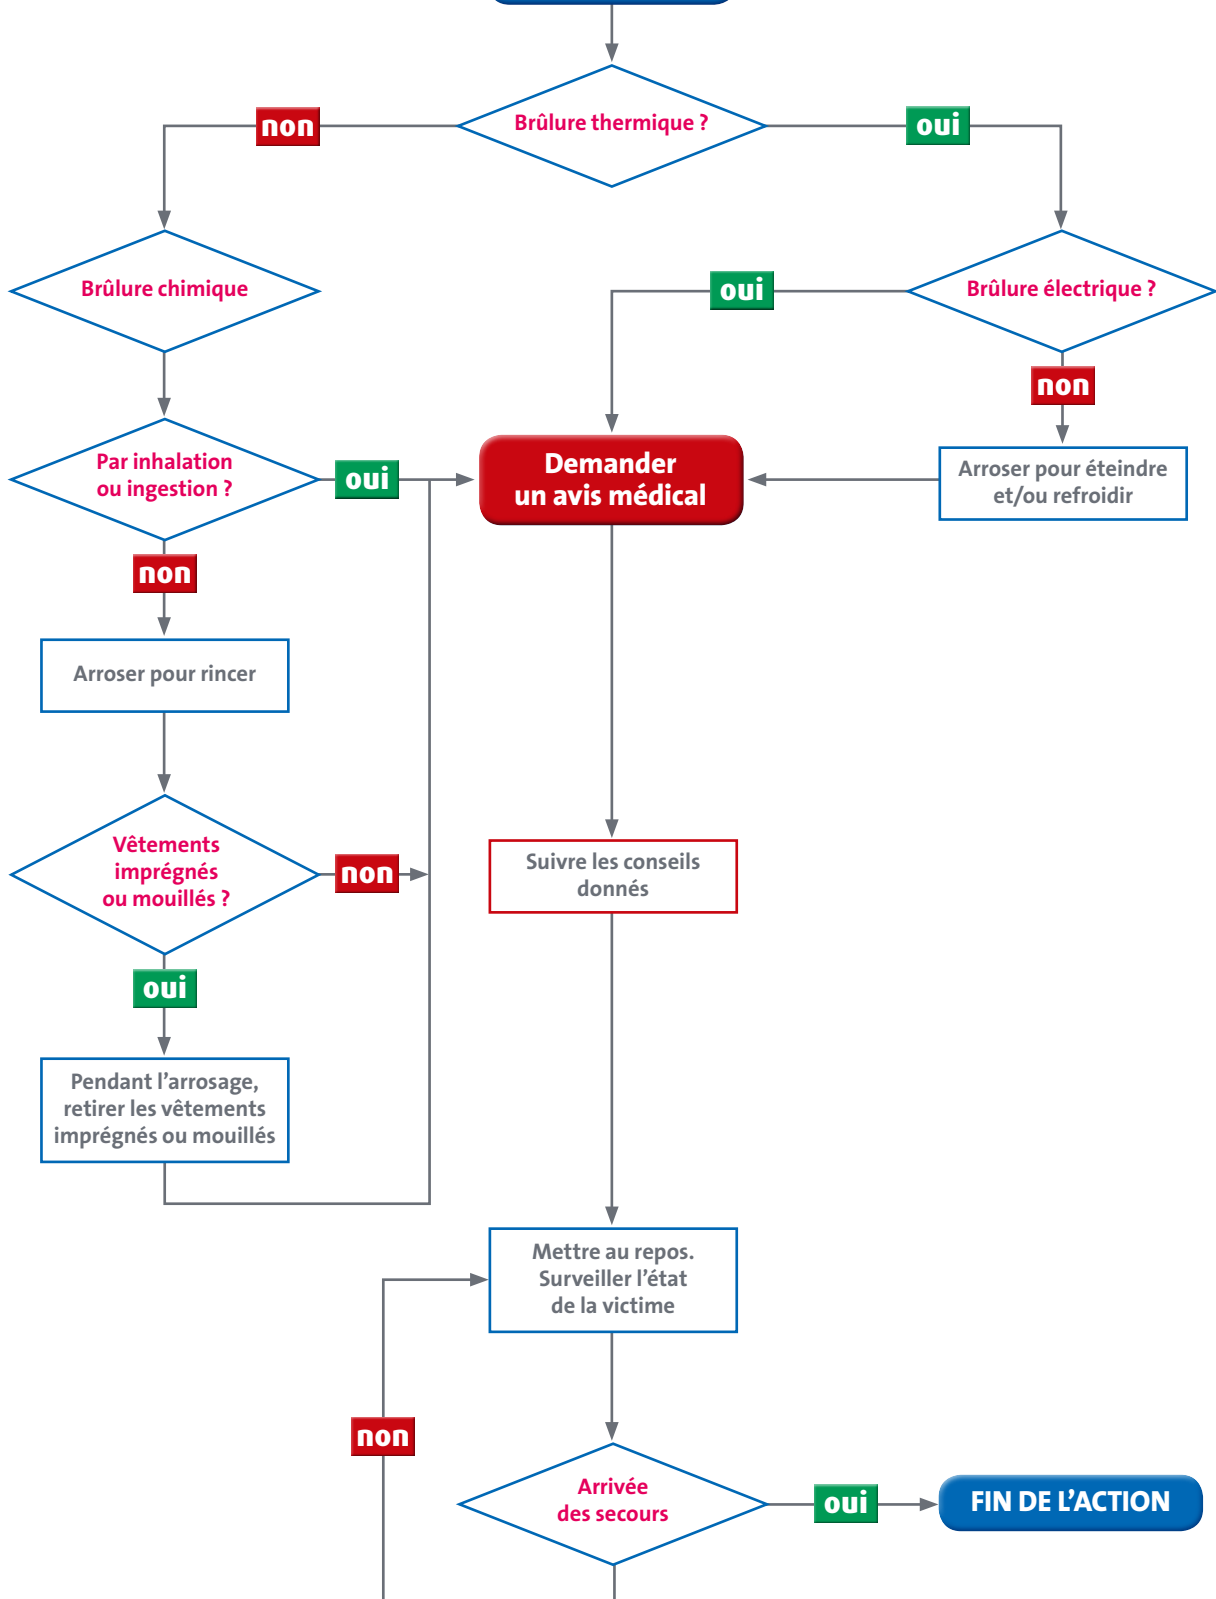 Brûlure thermique ?
non
oui
Brûlure chimique
oui
Brûlure électrique ?
non
Par inhalation
ou ingestion ?
oui
Demander
un avis médical
Arroser pour éteindre
et/ou refroidir
non
Arroser pour rincer
Vêtements
imprégnés
ou mouillés ?
non
Suivre les conseils
donnés
oui
Pendant l’arrosage,
retirer les vêtements
imprégnés ou mouillés
Mettre au repos.
Surveiller l’état
de la victime
non
Arrivée
des secours
oui
FIN DE L’ACTION